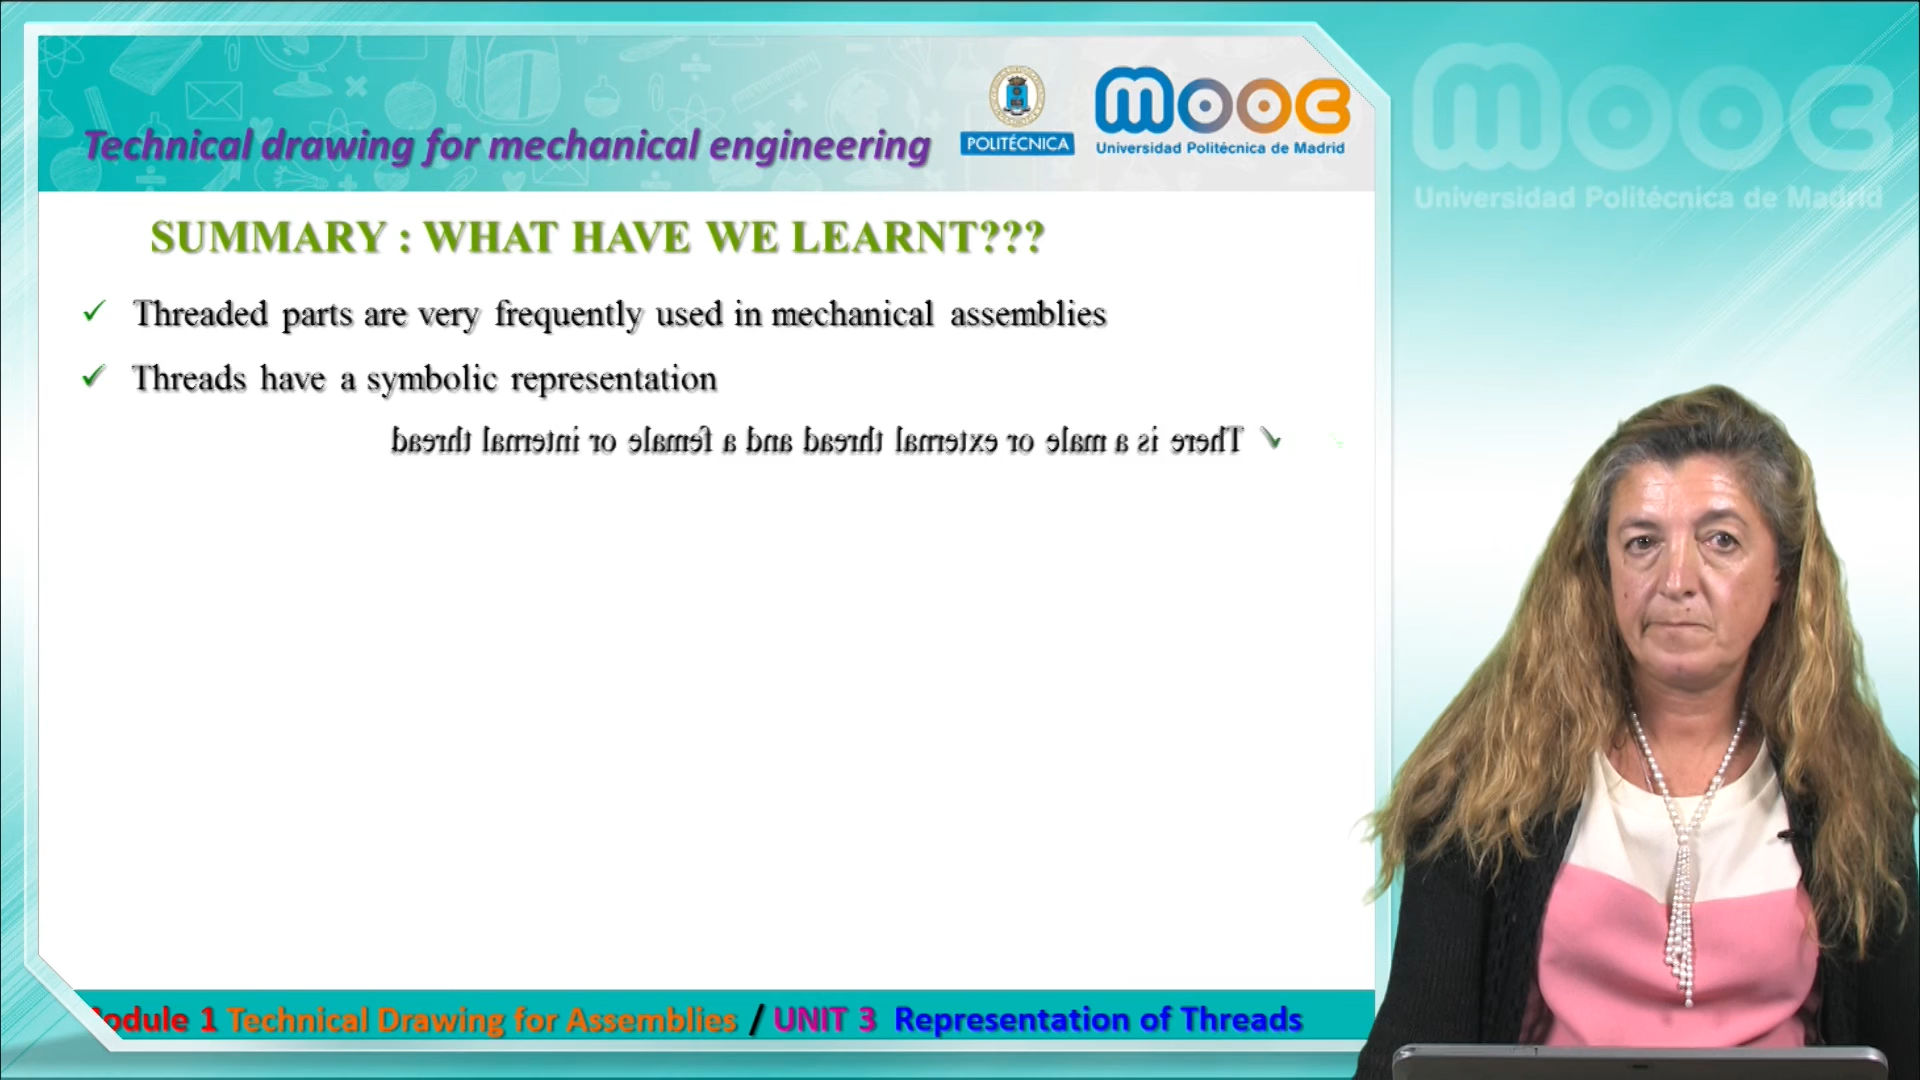 Technical drawing for mechanical engineering
POLITÉCNICA
mooc
Universidad Politécnica de Madrid
mooc
Universidad Politécnica de Madrid
SUMMARY : WHAT HAVE WE LEARNT???
✓ Threaded parts are very frequently used in mechanical assemblies
✓ Threads have a symbolic representation
✓ There is a male or external thread and a female or internal thread
odule 1 Technical Drawing for Assemblies / UNIT 3 Representation of Threads